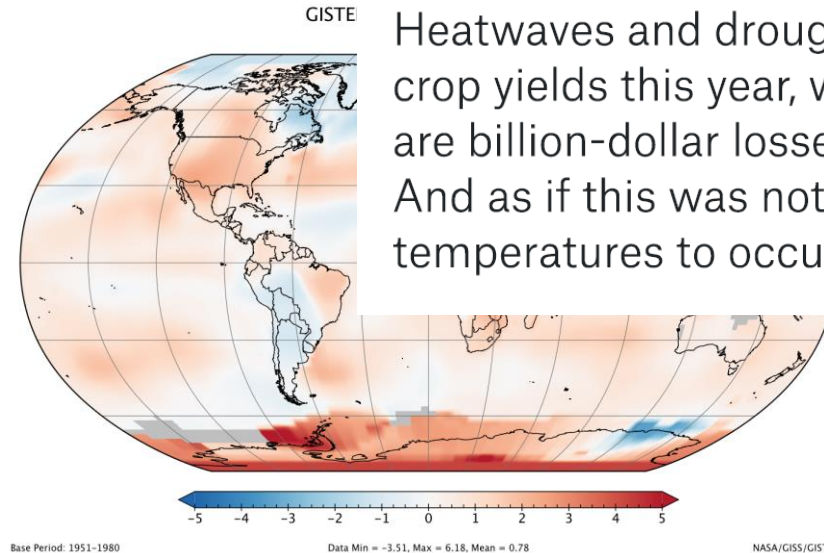 GISTE
Heatwaves and droug
crop yields this year, v
are billion-dollar losse
And as if this was not
temperatures to occu
-5 -4 -3 -2 -1 0 1 2 3 4 5
Base Period: 1951-1980 Data Min = -3.51, Max = 6.18, Mean = 0.78 NASA/GISS/GIST